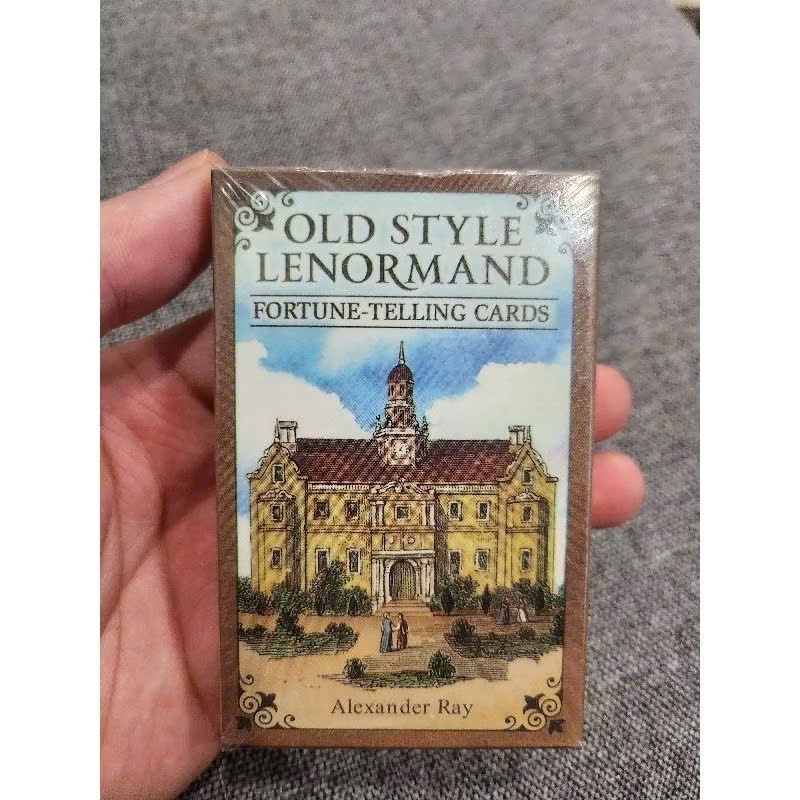 OLD STYLE
LENORMAND
FORTUNE-TELLING CARDS
Alexander Ray